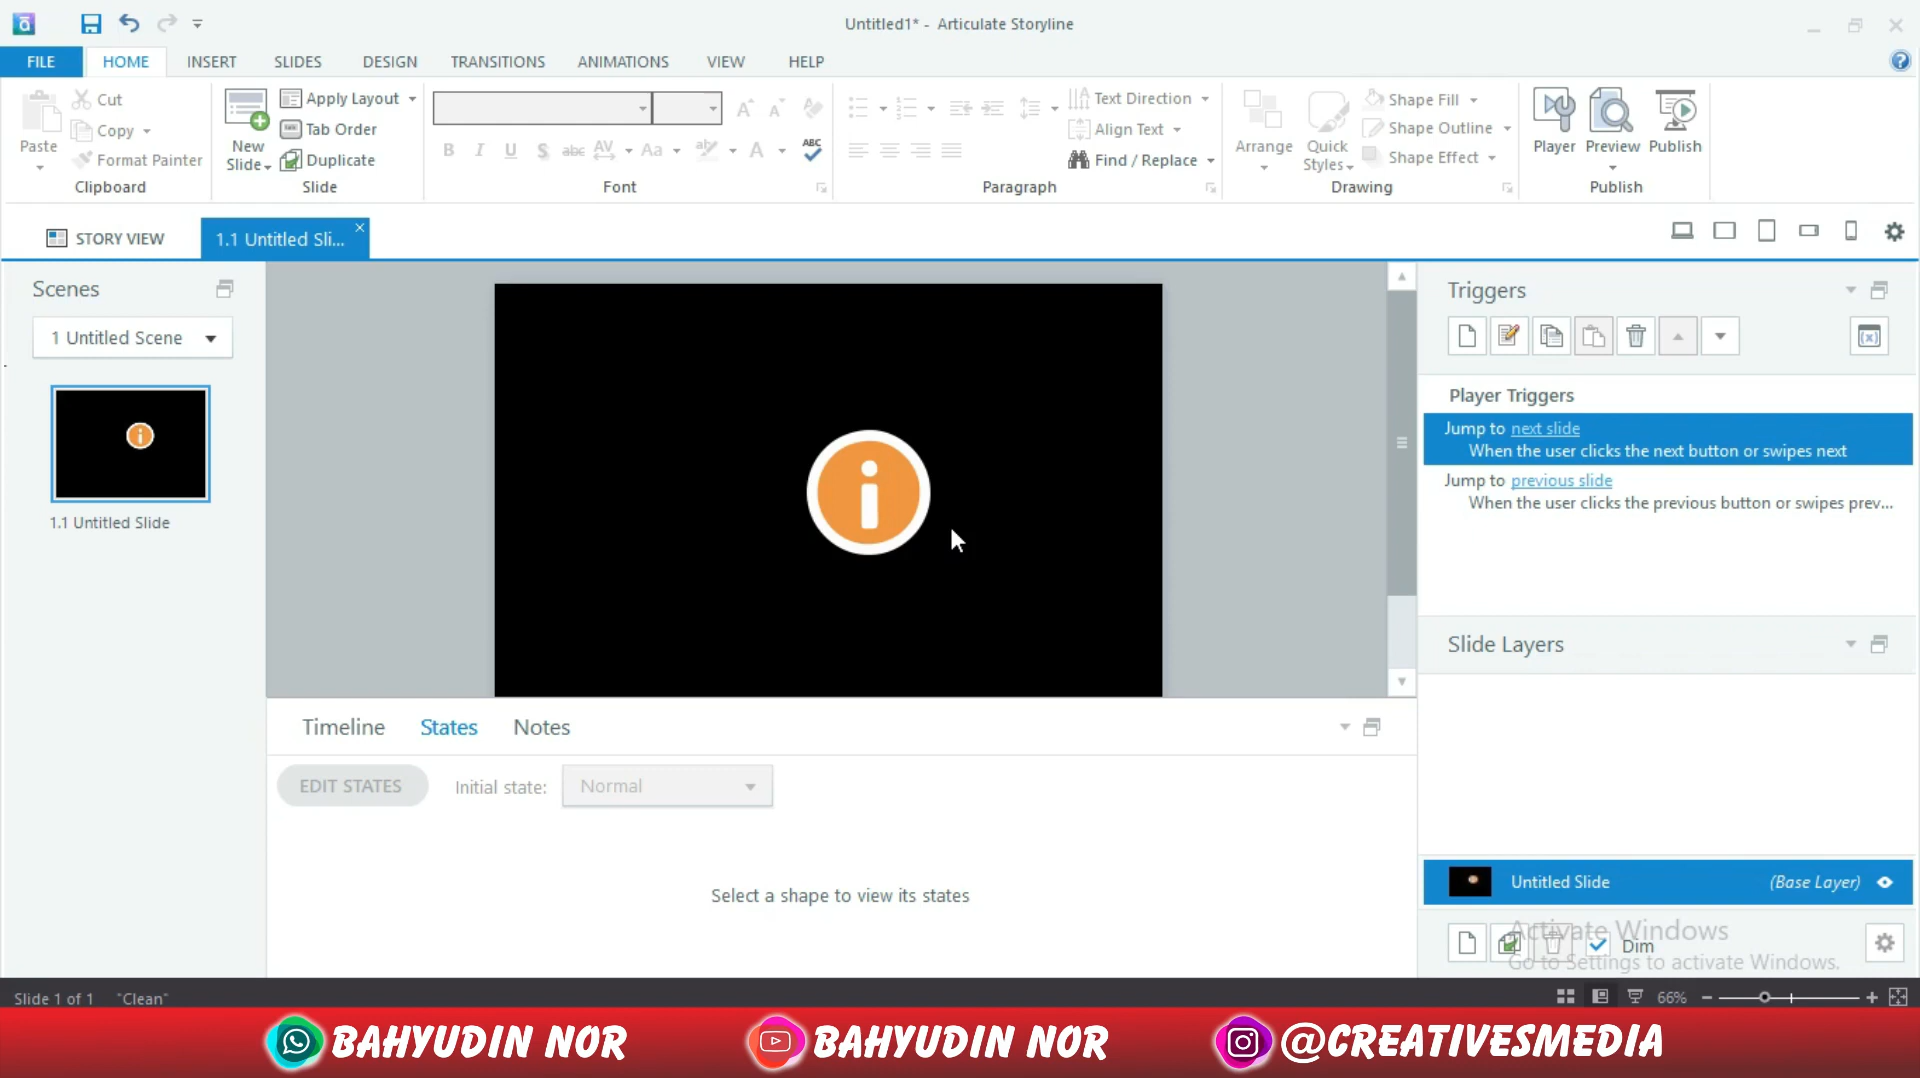 Untitled1* - Articulate Storyline
FILE HOME INSERT SLIDES DESIGN TRANSITIONS ANIMATIONS VIEW HELP
Paste
Cut
Copy
Format Painter
Clipboard
New
Slide
Apply Layout
Tab Order
Duplicate
Slide
B I U S abc AV Aa A
ABC
Font
Text Direction
Align Text
Find / Replace
Paragraph
Arrange
Quick
Styles
Shape Fill
Shape Outline
Shape Effect
Drawing
Player Preview Publish
Publish
STORY VIEW
1.1 Untitled Sli...
Scenes
1 Untitled Scene
1.1 Untitled Slide
i
Triggers
Player Triggers
Jump to next slide
When the user clicks the next button or swipes next
Jump to previous slide
When the user clicks the previous button or swipes prev...
Slide Layers
Timeline States Notes
EDIT STATES Initial state: Normal
Select a shape to view its states
Untitled Slide (Base Layer)
Dim
Activate Windows
Go to Settings to activate Windows.
Slide 1 of 1 "Clean"
66%
BAHYUDIN NOR BAHYUDIN NOR @CREATIVESMEDIA